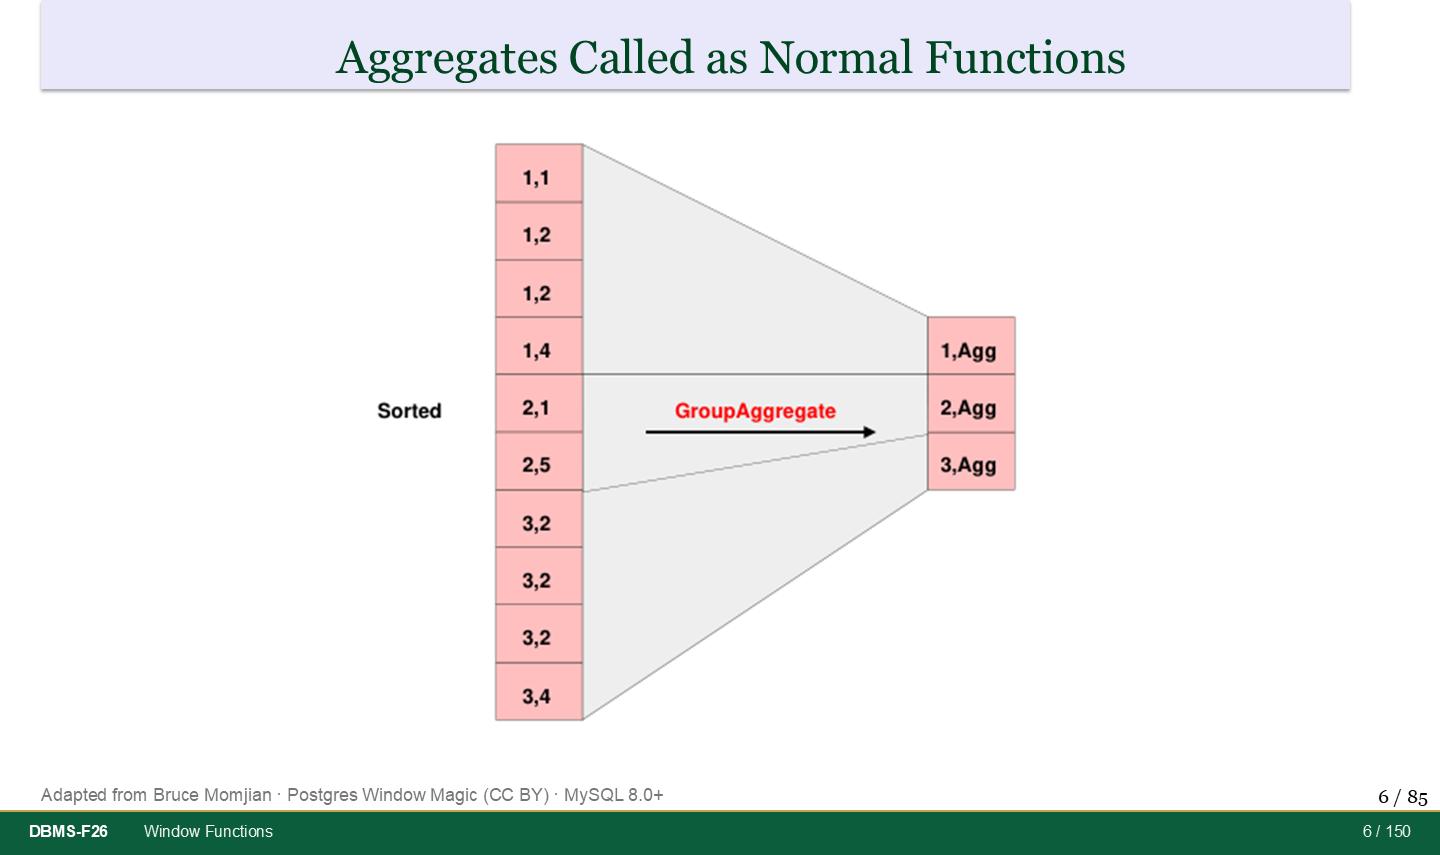 Aggregates Called as Normal Functions
1,1
1,2
1,2
1,4
2,1
2,5
3,2
3,2
3,2
3,4
Sorted
GroupAggregate
1,Agg
2,Agg
3,Agg
Adapted from Bruce Momjian · Postgres Window Magic (CC BY) · MySQL 8.0+
6 / 85
DBMS-F26 Window Functions 6 / 150